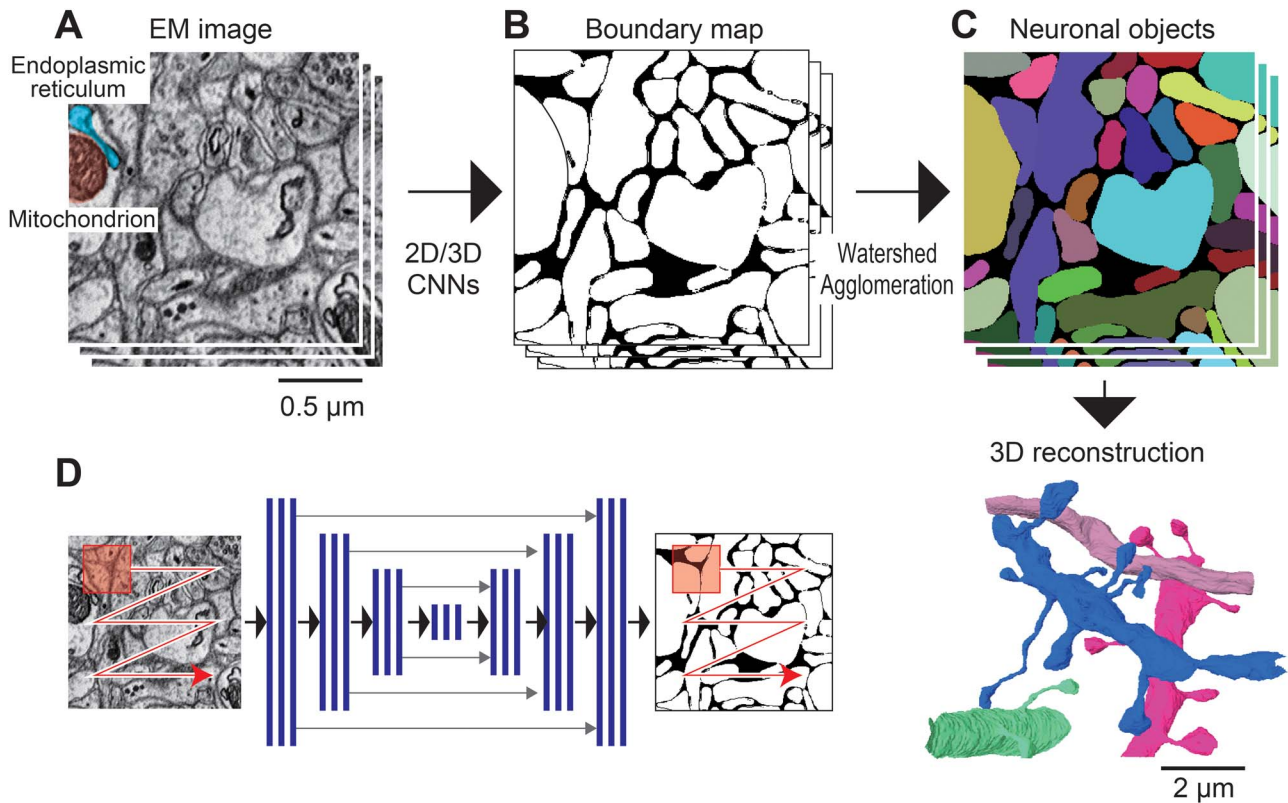 A
EM image
Endoplasmic
reticulum
Mitochondrion
0.5 μm
2D/3D
CNNs
B
Boundary map
Watershed
Agglomeration
C
Neuronal objects
3D reconstruction
2 μm
D